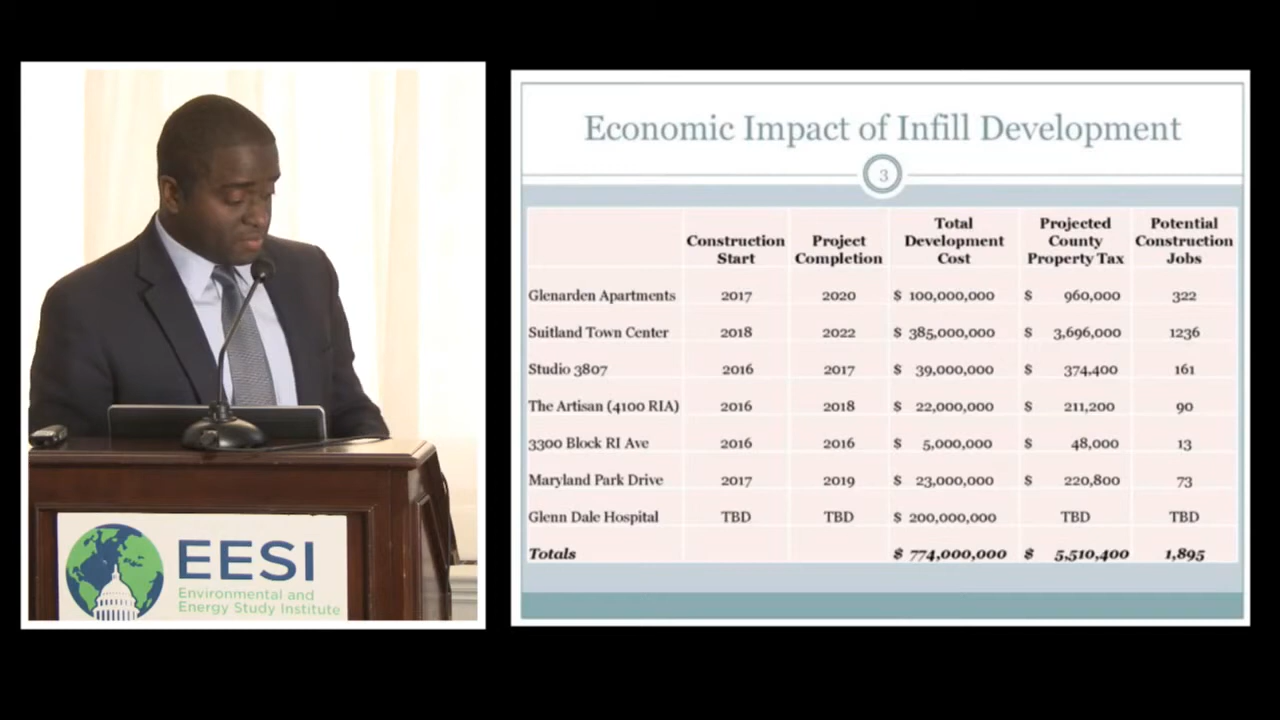 EESI
Environmental and
Energy Study Institute
Economic Impact of Infill Development
3
Construction Start Project Completion Total Development Cost Projected County Property Tax Potential Construction Jobs
Glenarden Apartments 2017 2020 $ 100,000,000 $ 960,000 322
Suitland Town Center 2018 2022 $ 385,000,000 $ 3,696,000 1236
Studio 3807 2016 2017 $ 39,000,000 $ 374,400 161
The Artisan (4100 RIA) 2016 2018 $ 22,000,000 $ 211,200 90
3300 Block RI Ave 2016 2016 $ 5,000,000 $ 48,000 13
Maryland Park Drive 2017 2019 $ 23,000,000 $ 220,800 73
Glenn Dale Hospital TBD TBD $ 200,000,000 TBD TBD
Totals $ 774,000,000 $ 5,510,400 1,895